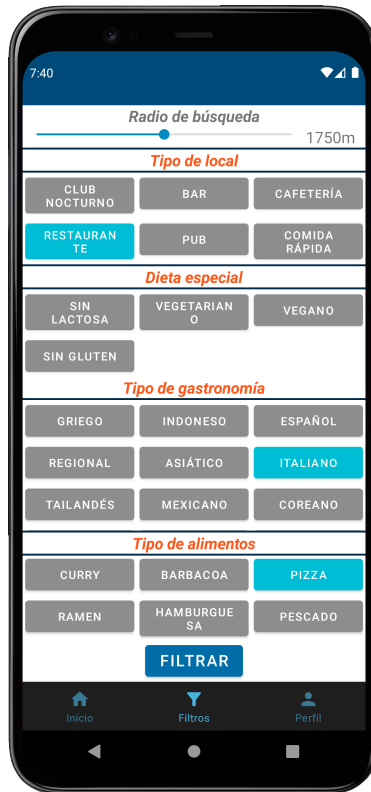 7:40
Radio de búsqueda
1750m
Tipo de local
CLUB
NOCTURNO
BAR
CAFETERÍA
RESTAURAN
TE
PUB
COMIDA
RÁPIDA
Dieta especial
SIN
LACTOSA
VEGETARIAN
O
VEGANO
SIN GLUTEN
Tipo de gastronomía
GRIEGO
INDONESO
ESPAÑOL
REGIONAL
ASIÁTICO
ITALIANO
TAILANDÉS
MEXICANO
COREANO
Tipo de alimentos
CURRY
BARBACOA
PIZZA
RAMEN
HAMBURGUE
SA
PESCADO
FILTRAR
Inicio
Filtros
Perfil